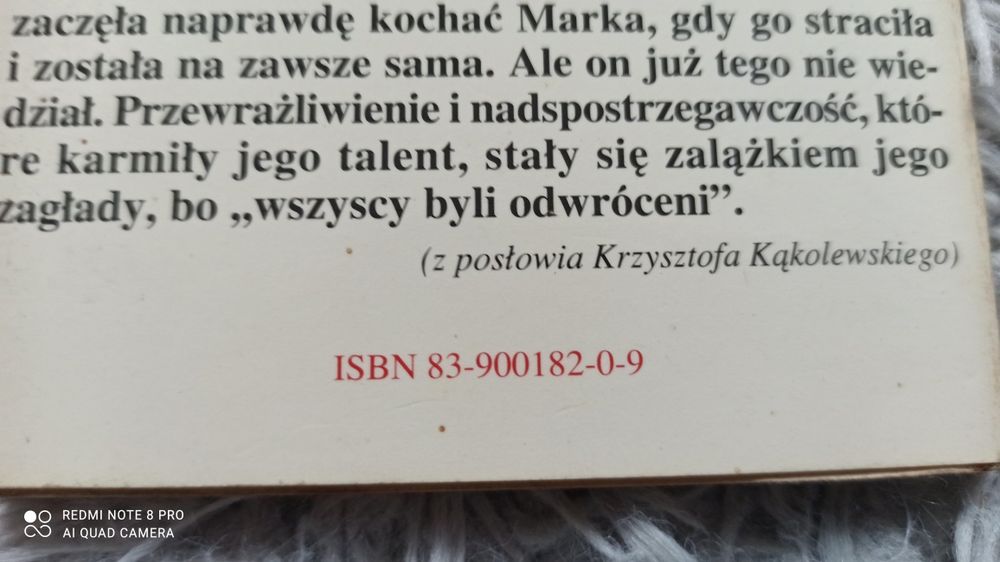 zaczęła naprawdę kochać Marka, gdy go straciła
i została na zawsze sama. Ale on już tego nie wie-
dział. Przewrażliwienie i nadspostrzegawczość, któ-
re karmiły jego talent, stały się zalążkiem jego
zagłady, bo „wszyscy byli odwróceni”.
(z posłowia Krzysztofa Kąkolewskiego)
ISBN 83-900182-0-9
REDMI NOTE 8 PRO
AI QUAD CAMERA